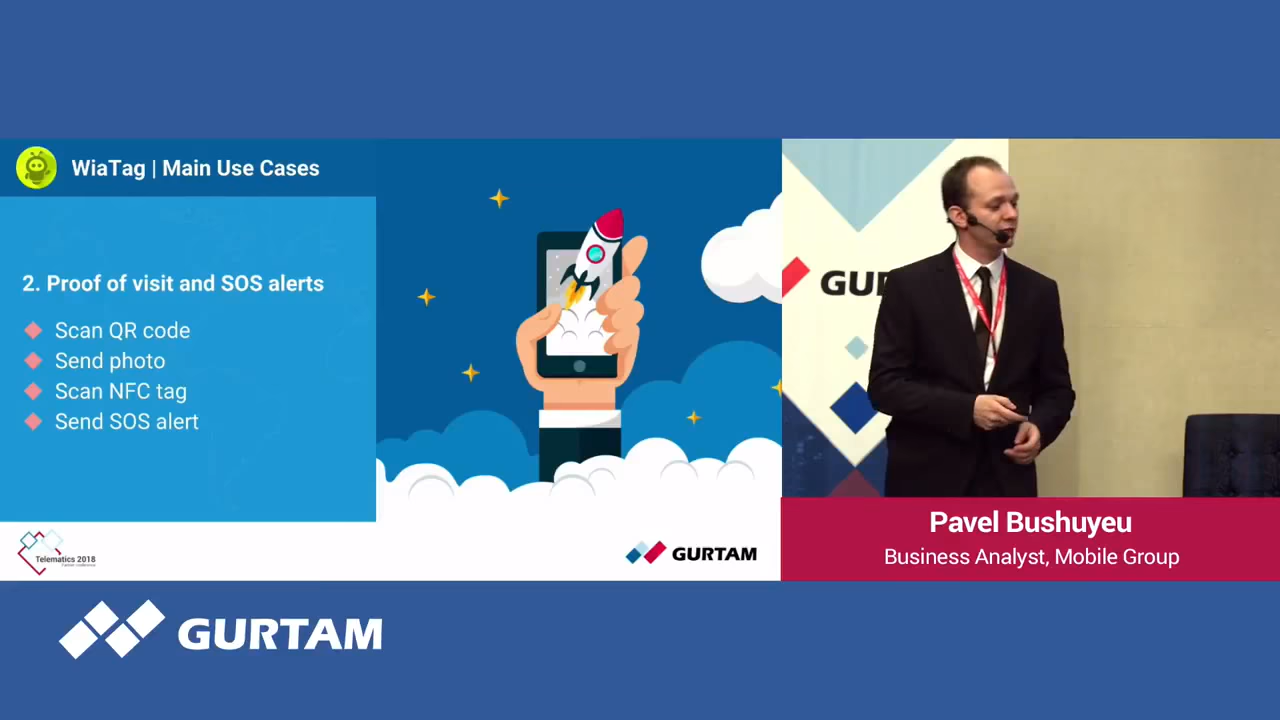 WiaTag | Main Use Cases
2. Proof of visit and SOS alerts
Scan QR code
Send photo
Scan NFC tag
Send SOS alert
Telematics 2018
GURTAM
GUR
Pavel Bushuyeu
Business Analyst, Mobile Group
GURTAM